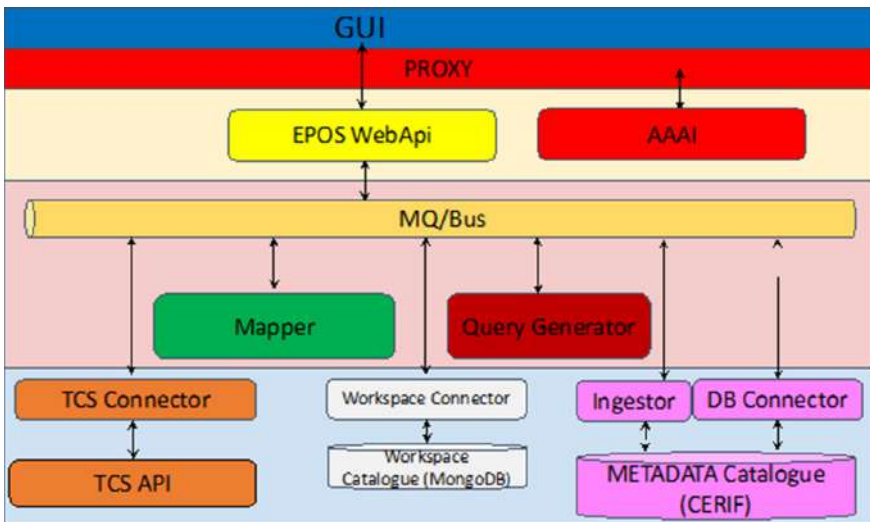 GUI
PROXY
EPOS WebApi
AAAI
MQ/Bus
Mapper
Query Generator
TCS Connector
Workspace Connector
Ingestor
DB Connector
TCS API
Workspace
Catalogue (MongoDB)
METADATA Catalogue
(CERIF)